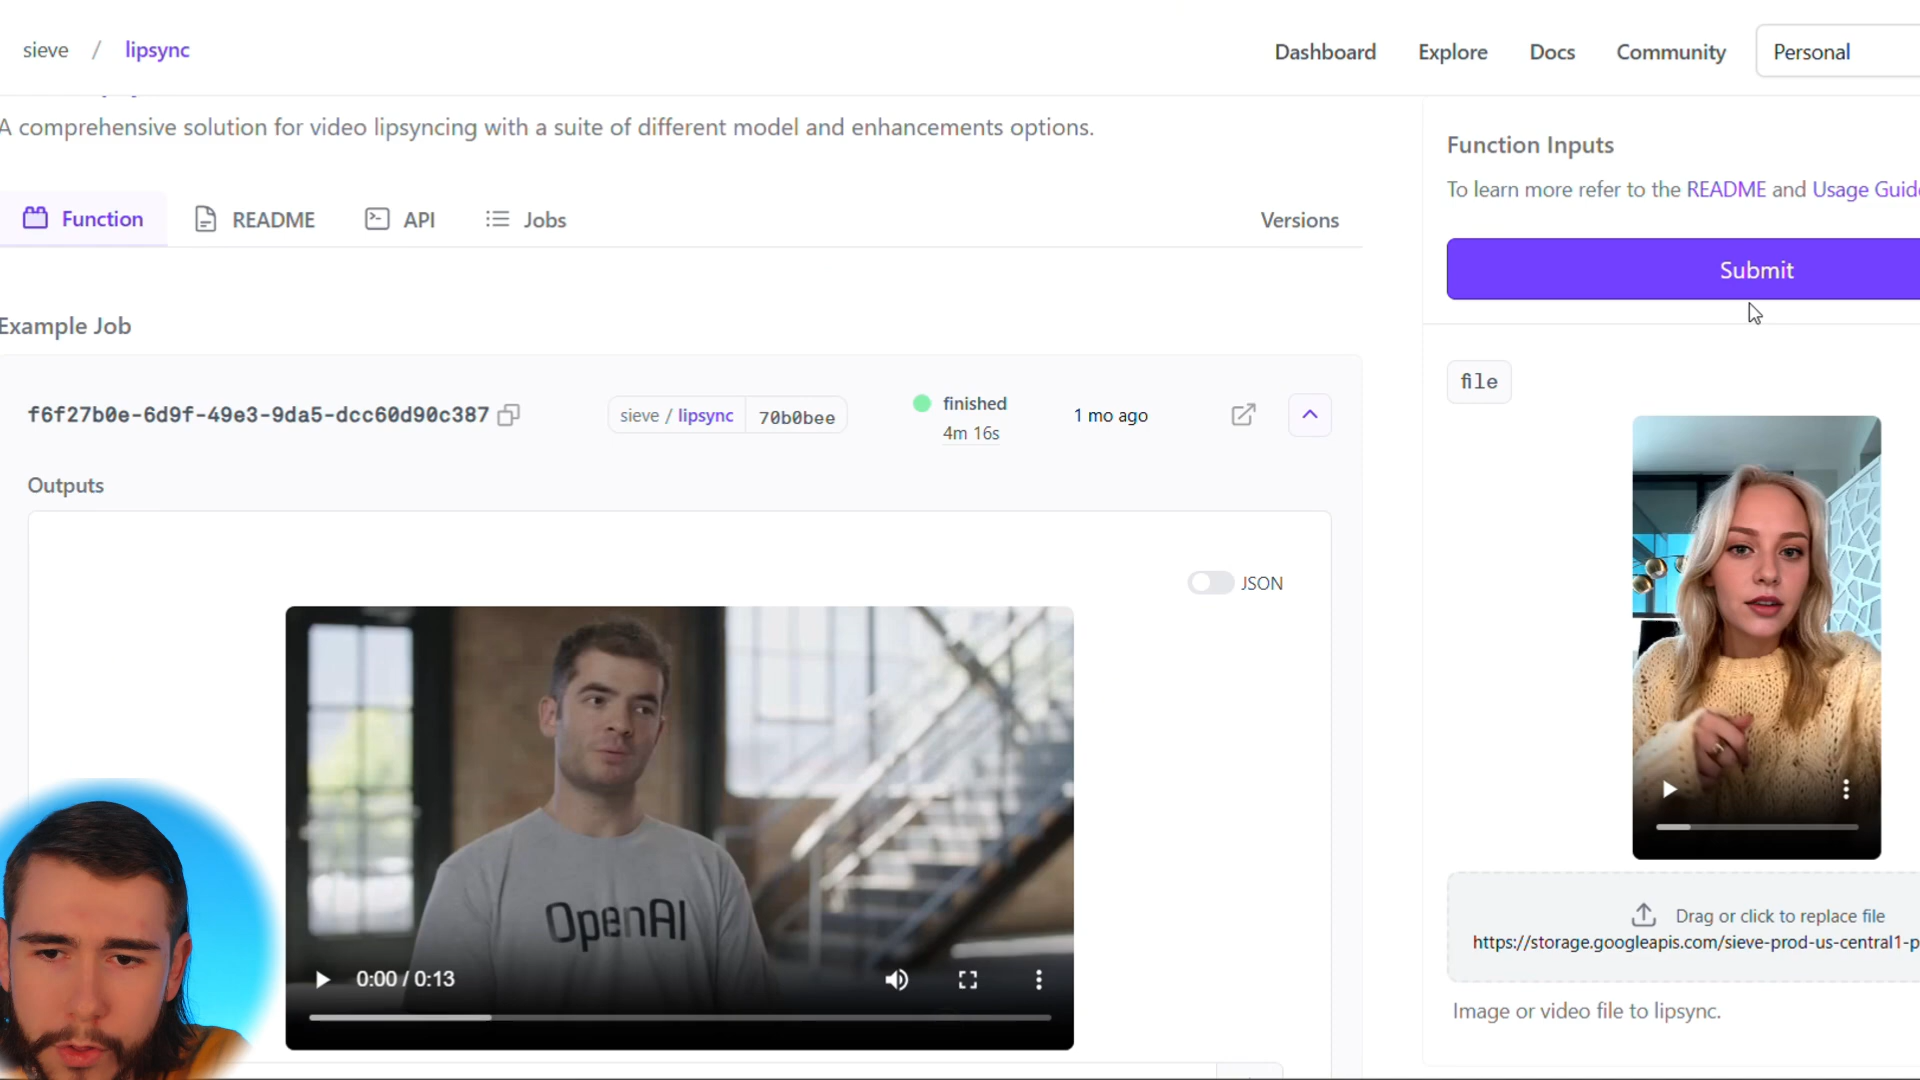 sieve / lipsync
Dashboard
Explore
Docs
Community
Personal
A comprehensive solution for video lipsyncing with a suite of different model and enhancements options.
Function
README
API
Jobs
Versions
Example Job
f6f27b0e-6d9f-49e3-9da5-dcc60d90c387
sieve / lipsync
70b0bee
finished
4m 16s
1 mo ago
Outputs
JSON
OpenAI
0:00 / 0:13
Function Inputs
To learn more refer to the README and Usage Guide
Submit
file
Drag or click to replace file
https://storage.googleapis.com/sieve-prod-us-central1-p
Image or video file to lipsync.